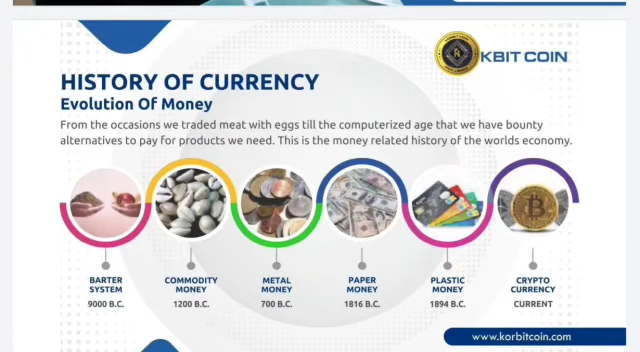 KBIT COIN
HISTORY OF CURRENCY
Evolution Of Money
From the occasions we traded meat with eggs till the computerized age that we have bounty
alternatives to pay for products we need. This is the money related history of the worlds economy.
BARTER
SYSTEM
9000 B.C.
COMMODITY
MONEY
1200 B.C.
METAL
MONEY
700 B.C.
PAPER
MONEY
1816 B.C.
PLASTIC
MONEY
1894 B.C.
CRYPTO
CURRENCY
CURRENT
www.korbitcoin.com